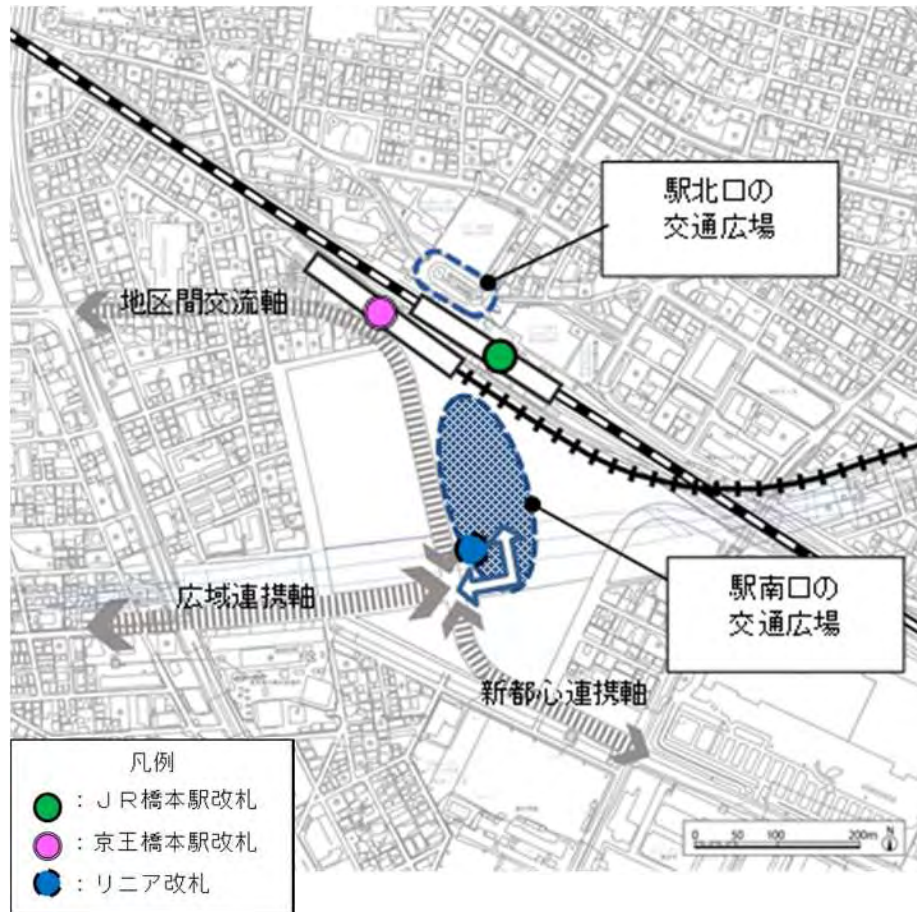 駅北口の
交通広場
地区間交流軸
広域連携軸
駅南口の
交通広場
新都心連携軸
凡例
：ＪＲ橋本駅改札
：京王橋本駅改札
：リニア改札
0 50 100 200m
N